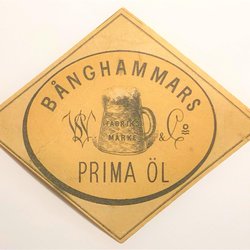 BÅNGHAMMARS
FABRIKS
MÄRKE
& Co
PRIMA ÖL